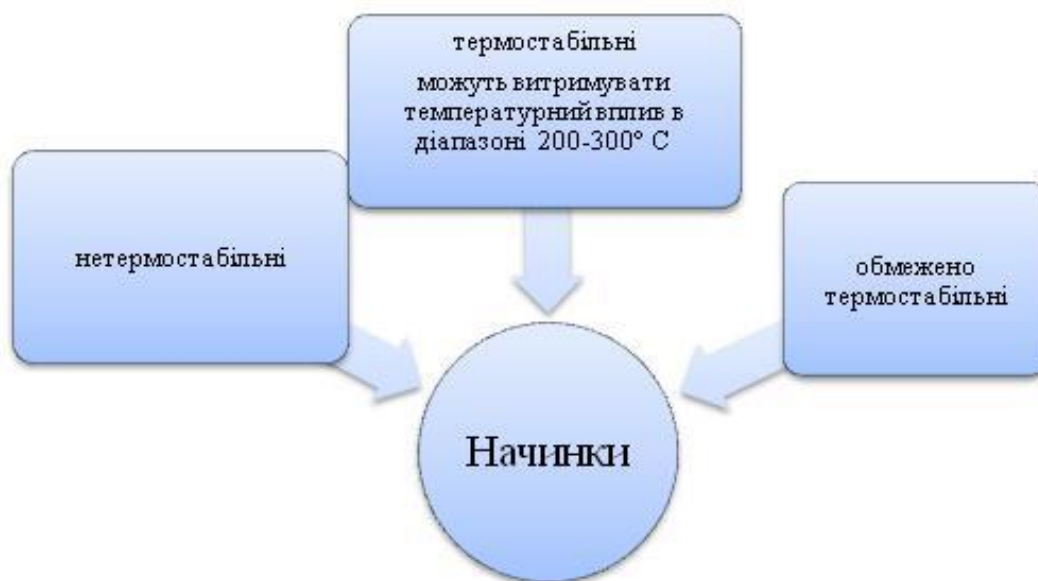 термостабільні
можуть витримувати
температурний вплив в
діапазоні 200-300° С
нетермостабільні
обмежено
термостабільні
Начинки